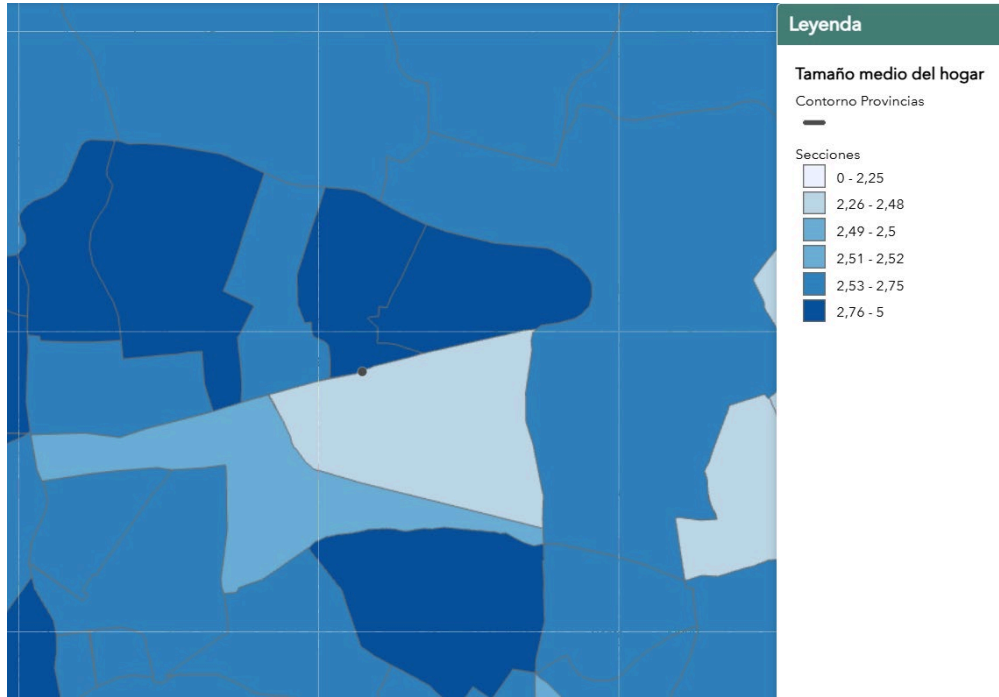 Leyenda
Tamaño medio del hogar
Contorno Provincias
Secciones
0 - 2,25
2,26 - 2,48
2,49 - 2,5
2,51 - 2,52
2,53 - 2,75
2,76 - 5